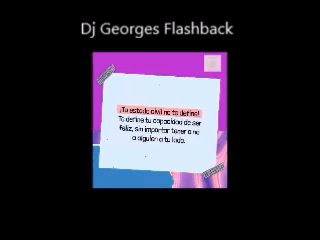 Dj Georges Flashback
¡Tu estado civil no te define!
Te define tu capacidad de ser
feliz, sin importar tener o no
a alguien a tu lado.